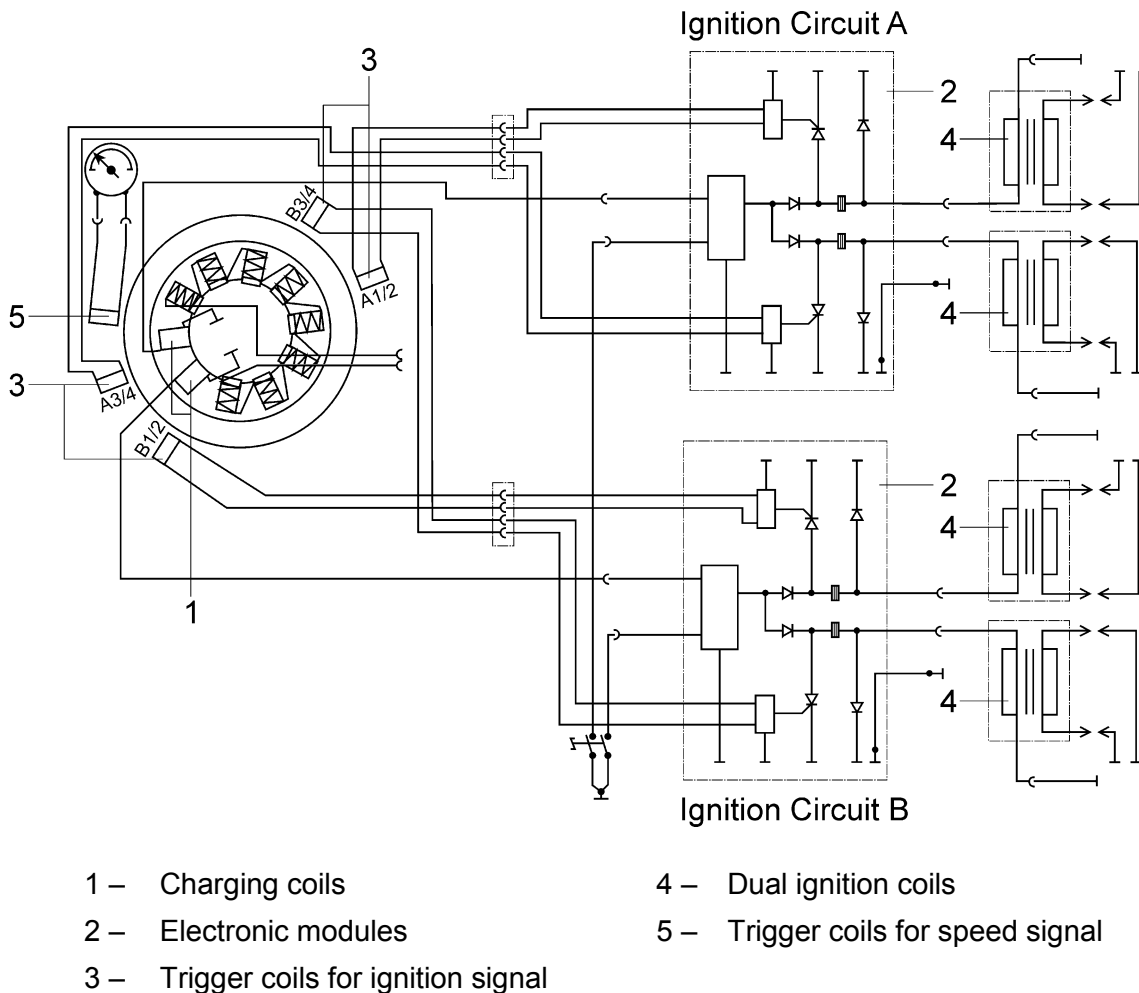 Ignition Circuit A
3
2
4
B3/4
A1/2
5
4
3
A3/4
B1/2
2
4
1
4
Ignition Circuit B
1 – Charging coils
2 – Electronic modules
3 – Trigger coils for ignition signal
4 – Dual ignition coils
5 – Trigger coils for speed signal